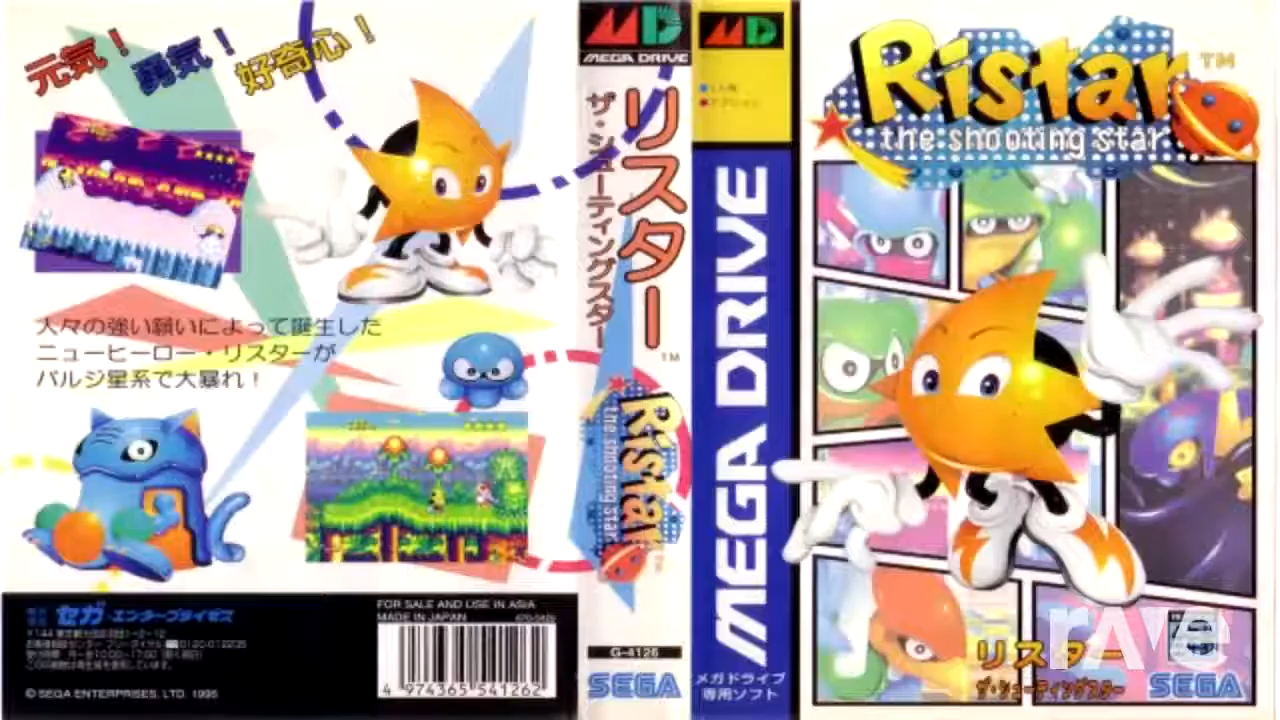 元気!
勇気!
好奇心!
人々の強い願いによって誕生した
ニューヒーロー・リスターが
バルジ星系で大暴れ!
セガ・エンタープライゼス
FOR SALE AND USE IN ASIA
MADE IN JAPAN
© SEGA ENTERPRISES, LTD. 1995
4 974365 541262
MD
MEGA DRIVE
リスター
ザ・シューティングスター
TM
Ristar
the shooting star
G-4126
SEGA
MD
MEGA DRIVE
メガドライブ
専用ソフト
Ristar TM
the shooting star
リスター
ザ・シューティングスター
SEGA
rAVe